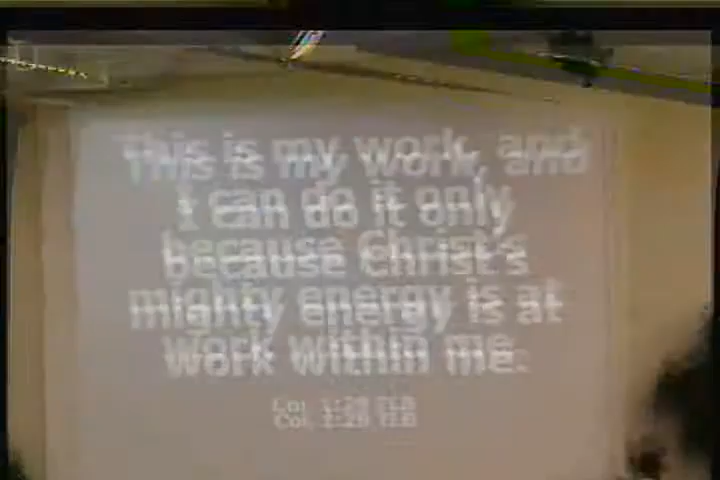 This is my work, and
I can do it only
because Christ's
mighty energy is at
work within me.
Col. 1:29 TLB